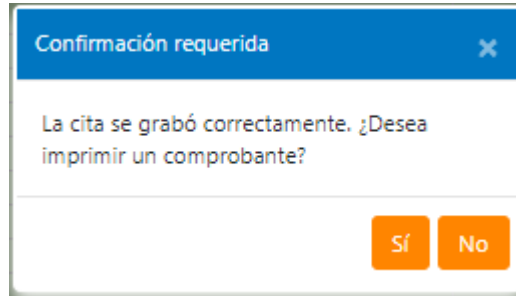 Confirmación requerida ×
La cita se grabó correctamente. ¿Desea
imprimir un comprobante?
Sí No